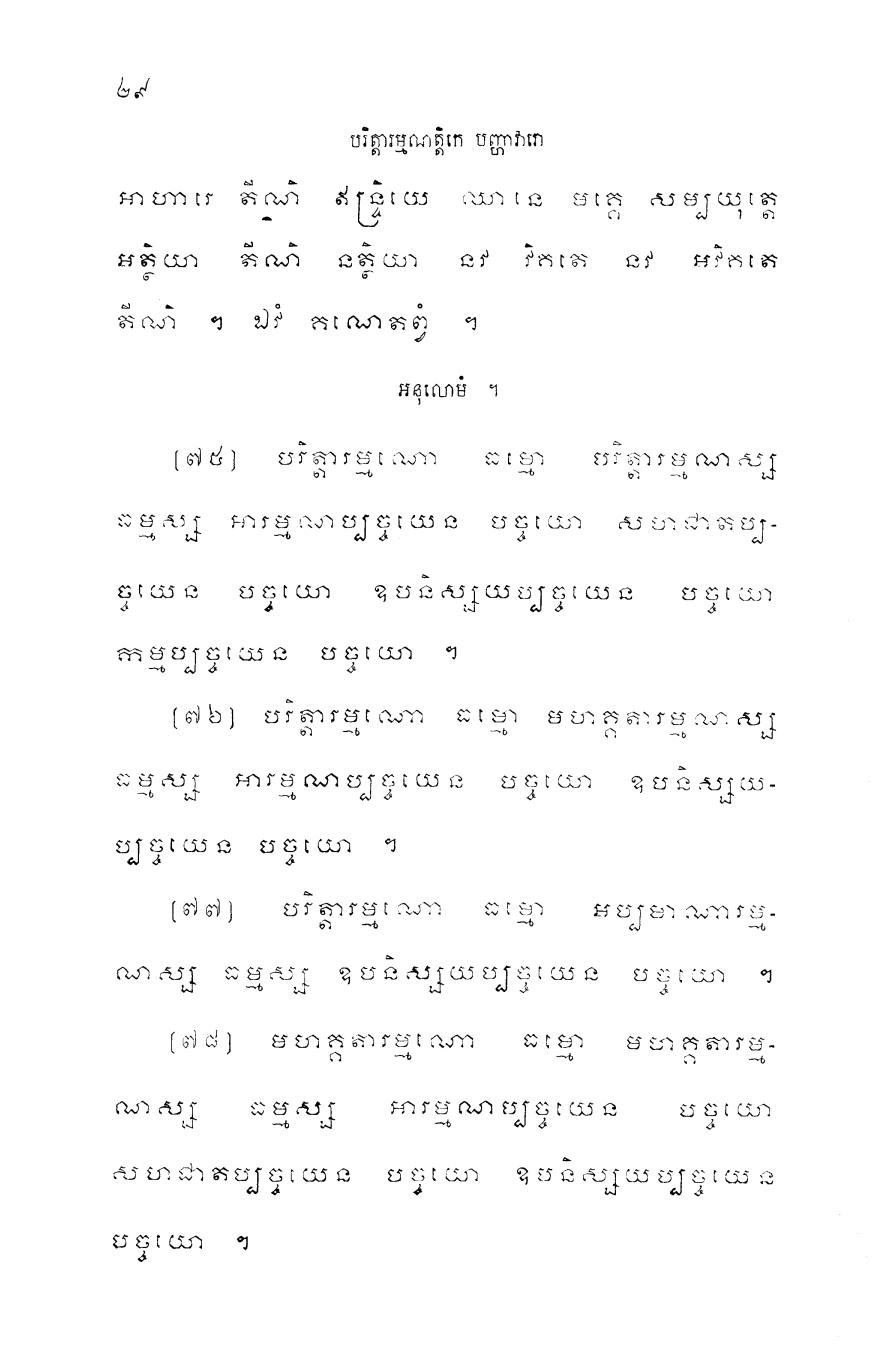 ២៩
បរិត្តារម្មណត្តិកេ បញ្ហាវារោ
អាហារេ តីណិ ឥន្ទ្រិយេ ឈានេ មគ្គេ សម្បយុត្តេ
អត្ថិយា តីណិ នត្ថិយា នវ វិគតេ នវ អវិគតេ
តីណិ ។ ឯវំ គណេតព្វំ ។
អនុលោមំ ។
(៧៥) បរិត្តារម្មណោ ធម្មោ បរិត្តារម្មណស្ស
ធម្មស្ស អារម្មណប្បច្ចយេន បច្ចយោ សហជាតប្ប-
ច្ចយេន បច្ចយោ ឧបនិស្សយប្បច្ចយេន បច្ចយោ
កម្មប្បច្ចយេន បច្ចយោ ។
(៧៦) បរិត្តារម្មណោ ធម្មោ មហគ្គតារម្មណស្ស
ធម្មស្ស អារម្មណប្បច្ចយេន បច្ចយោ ឧបនិស្សយ-
ប្បច្ចយេន បច្ចយោ ។
(៧៧) បរិត្តារម្មណោ ធម្មោ អប្បមាណារម្ម-
ណស្ស ធម្មស្ស ឧបនិស្សយប្បច្ចយេន បច្ចយោ ។
(៧៨) មហគ្គតារម្មណោ ធម្មោ មហគ្គតារម្ម-
ណស្ស ធម្មស្ស អារម្មណប្បច្ចយេន បច្ចយោ
សហជាតប្បច្ចយេន បច្ចយោ ឧបនិស្សយប្បច្ចយេន
បច្ចយោ ។